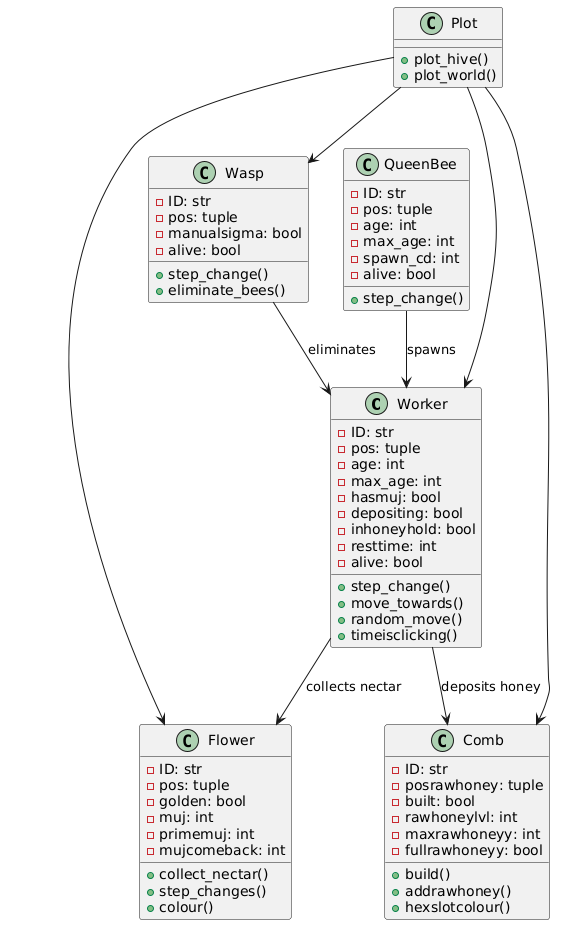 C Plot
plot_hive()
plot_world()
C Wasp
ID: str
pos: tuple
manualsigma: bool
alive: bool
step_change()
eliminate_bees()
C QueenBee
ID: str
pos: tuple
age: int
max_age: int
spawn_cd: int
alive: bool
step_change()
eliminates
spawns
C Worker
ID: str
pos: tuple
age: int
max_age: int
hasmuj: bool
depositing: bool
inhoneyhold: bool
resttime: int
alive: bool
step_change()
move_towards()
random_move()
timeisclicking()
collects nectar
deposits honey
C Flower
ID: str
pos: tuple
golden: bool
muj: int
primemuj: int
mujcomeback: int
collect_nectar()
step_changes()
colour()
C Comb
ID: str
posrawhoney: tuple
built: bool
rawhoneylvl: int
maxrawhoneyy: int
fullrawhoneyy: bool
build()
addrawhoney()
hexslotcolour()